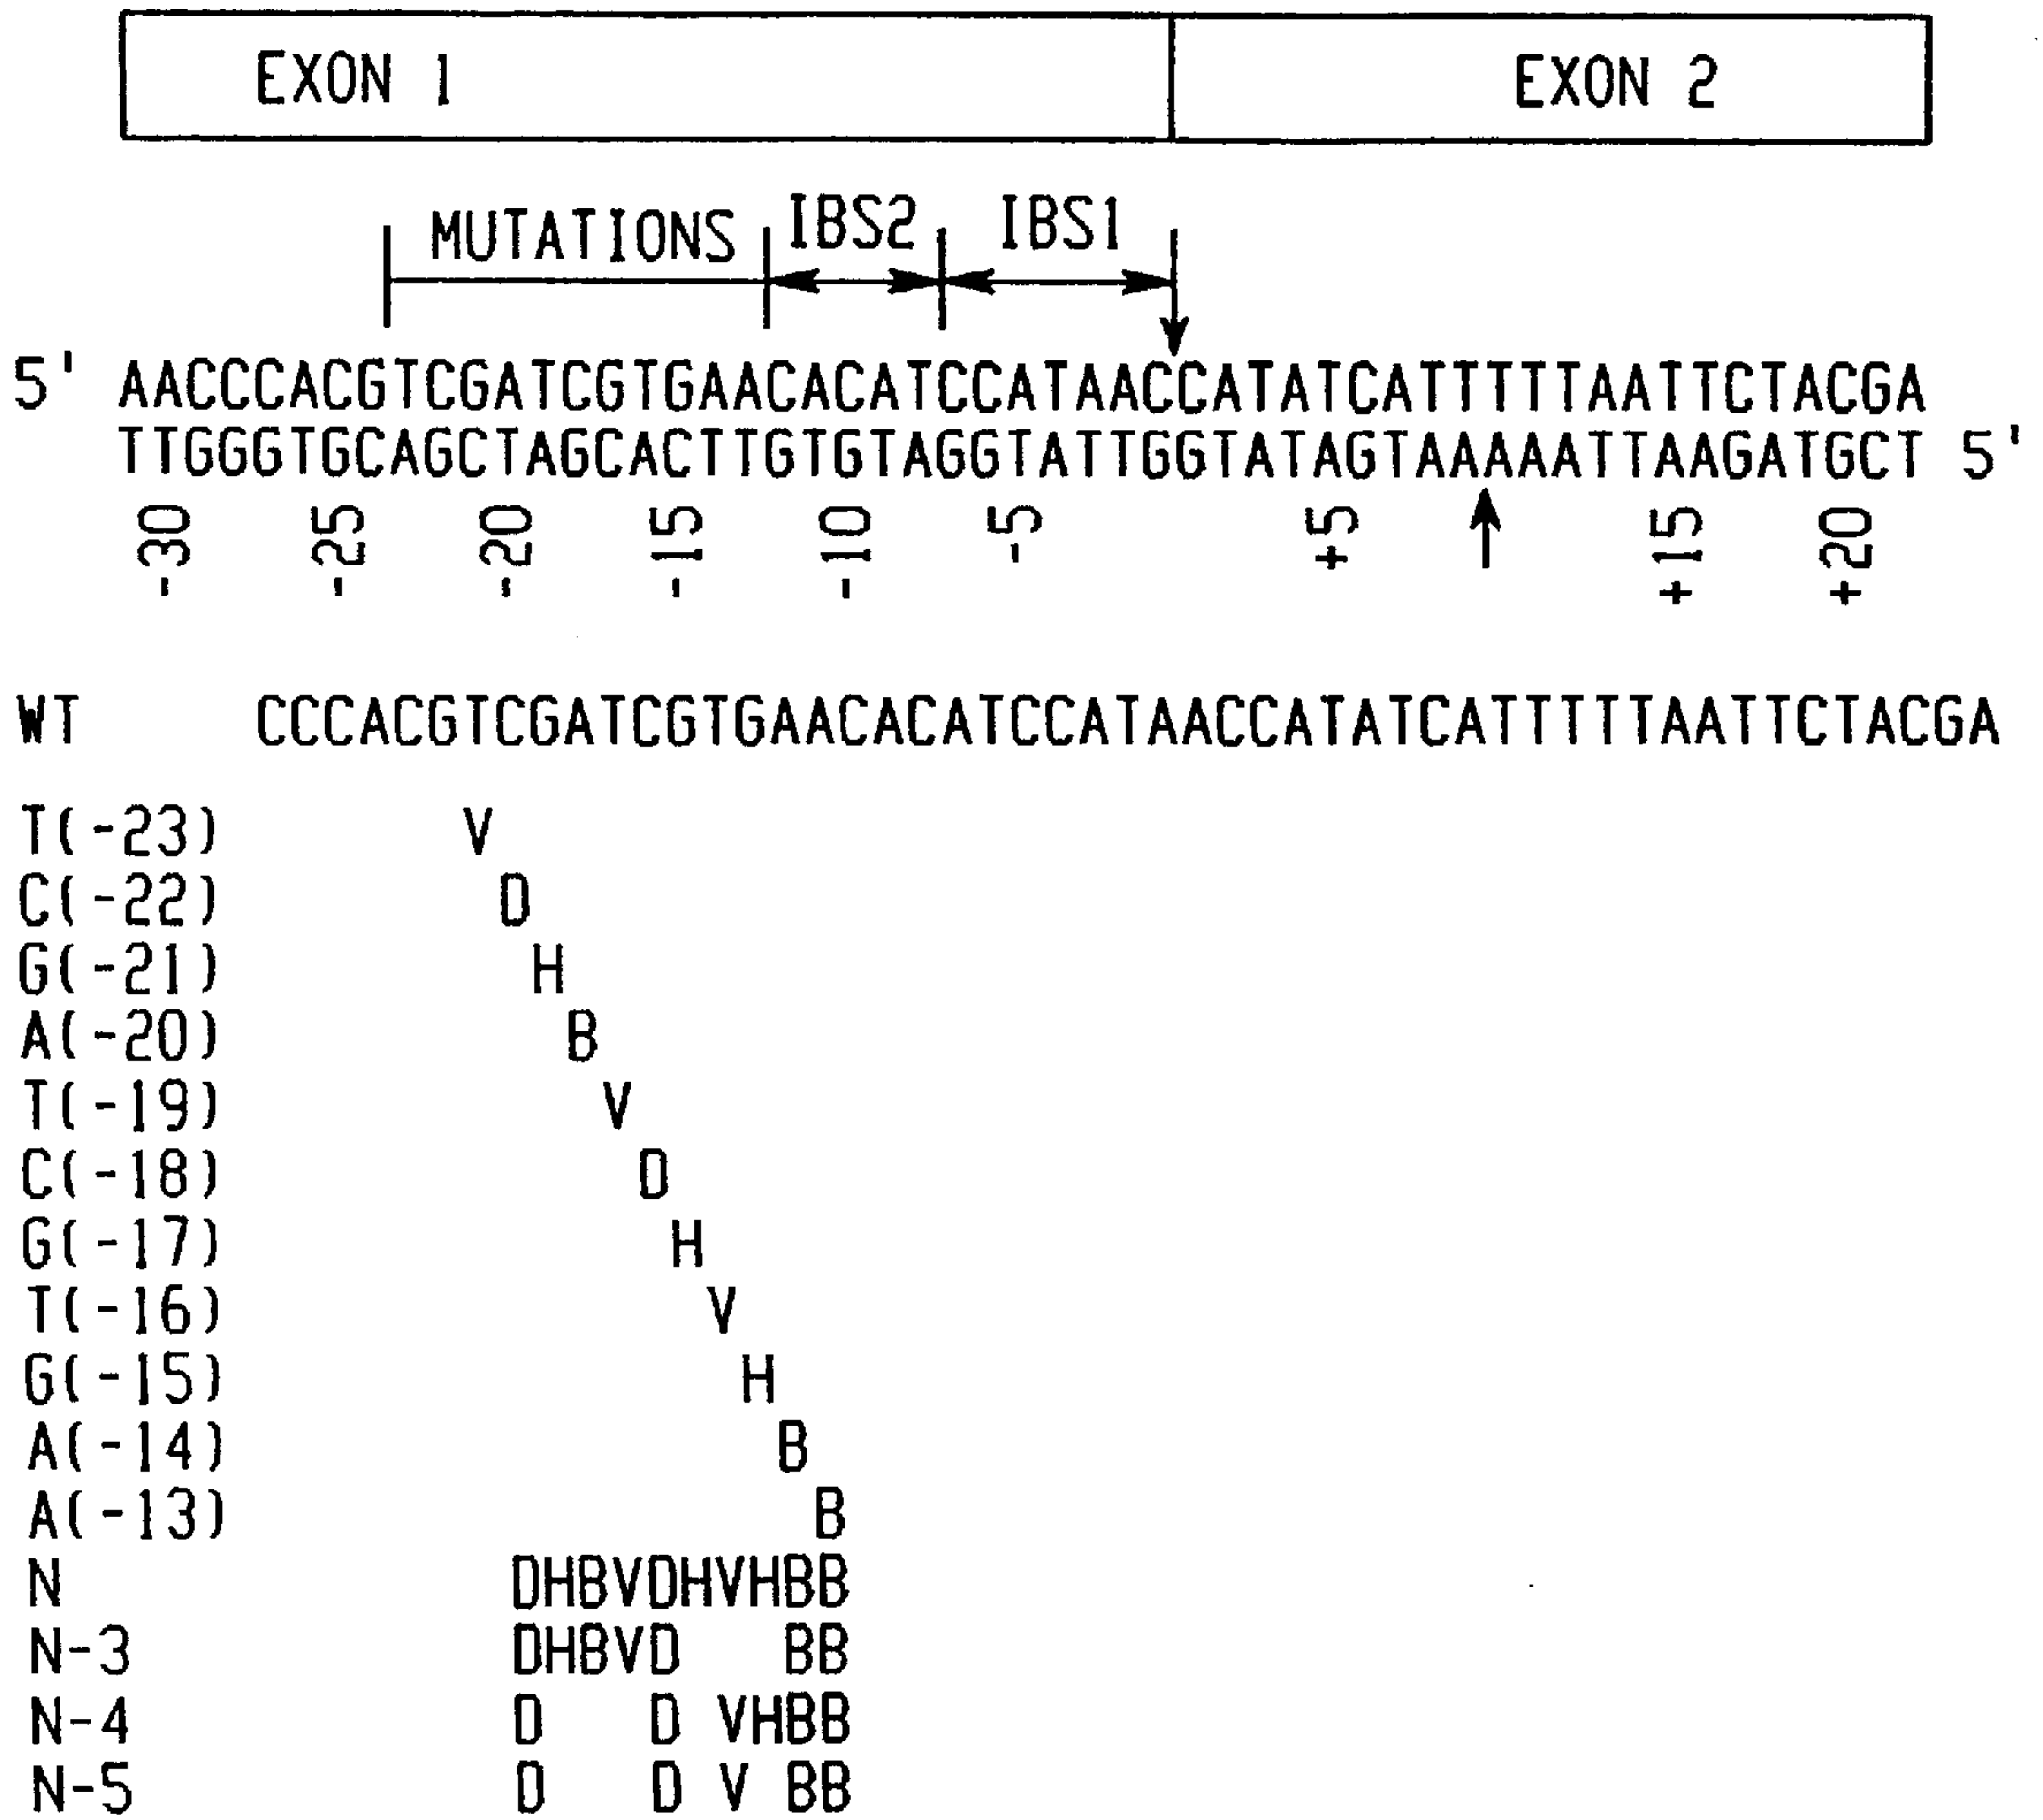 EXON 1 EXON 2
MUTATIONS IBS2 IBS1
5' AACCCACGTCGATCGTGAACACATCCATAACCATATCATTTTTAATTCTACGA
TTGGGTGCAGCTAGCACTTGTGTAGGTATTGGTATAGTAAAAATTAAGATGCT 5'
-30 -25 -20 -15 -10 -5 +5 +15 +20
WT CCCACGTCGATCGTGAACACATCCATAACCATATCATTTTTAATTCTACGA
T(-23) V
C(-22) D
G(-21) H
A(-20) B
T(-19) V
C(-18) D
G(-17) H
T(-16) V
G(-15) H
A(-14) B
A(-13) B
N DHBVDHVHBB
N-3 DHBVD BB
N-4 D D VHBB
N-5 D D V BB